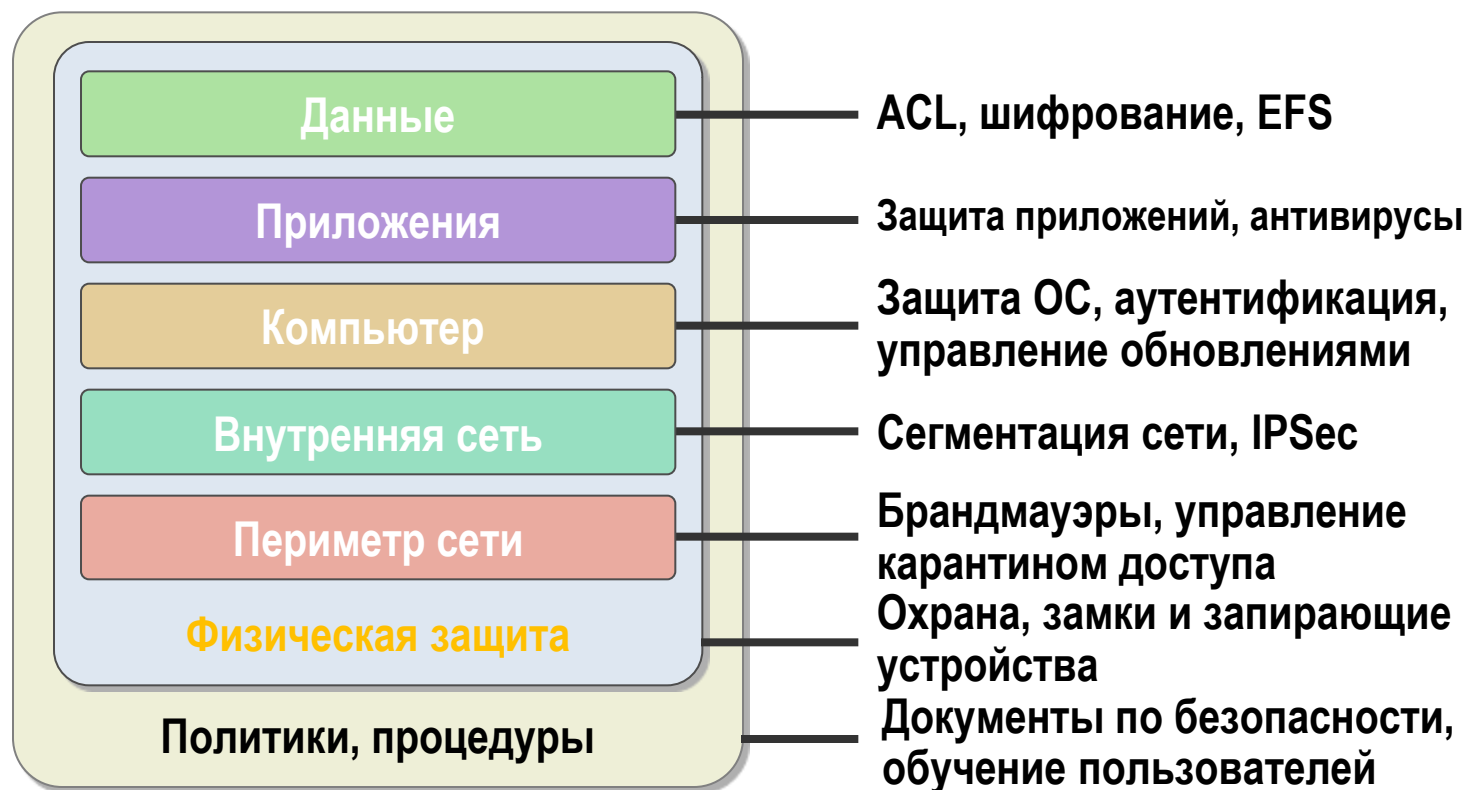 Данные
ACL, шифрование, EFS
Приложения
Защита приложений, антивирусы
Компьютер
Защита ОС, аутентификация,
управление обновлениями
Внутренняя сеть
Сегментация сети, IPSec
Периметр сети
Брандмауэры, управление
карантином доступа
Физическая защита
Охрана, замки и запирающие
устройства
Политики, процедуры
Документы по безопасности,
обучение пользователей